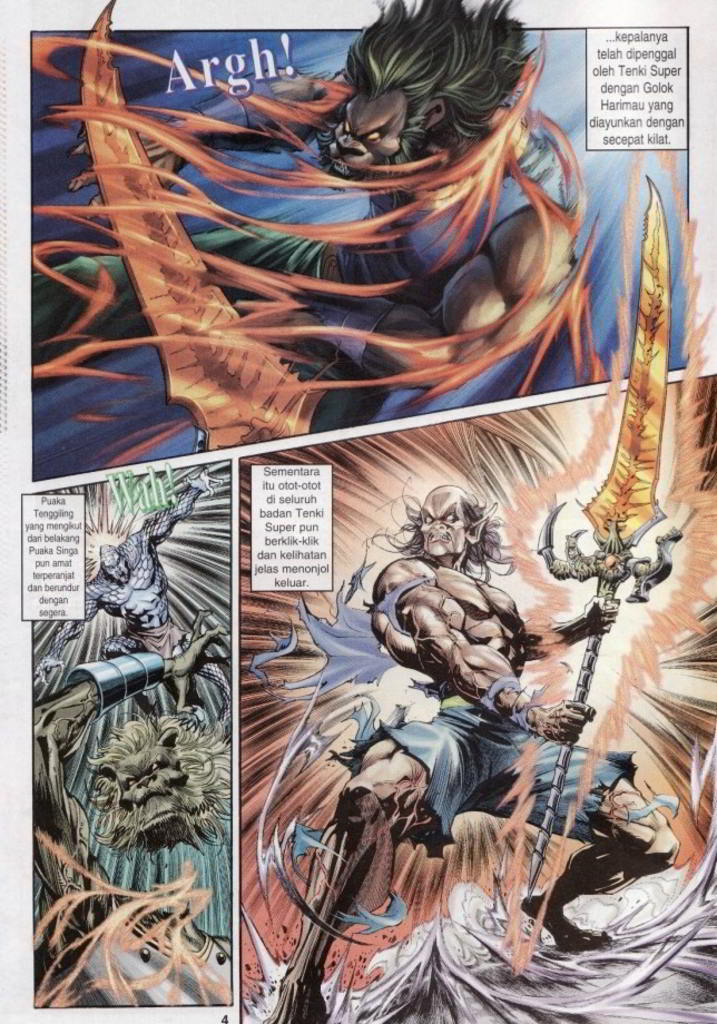 Argh!
...kepalanya
telah dipenggal
oleh Tenki Super
dengan Golok
Harimau yang
diayunkan dengan
secepat kilat.
Wah!
Puaka
Tenggiling
yang mengikut
dari belakang
Puaka Singa
pun amat
terperanjat
dan berundur
dengan
segera.
Sementara
itu otot-otot
di seluruh
badan Tenki
Super pun
berklik-klik
dan kelihatan
jelas menonjol
keluar.
4